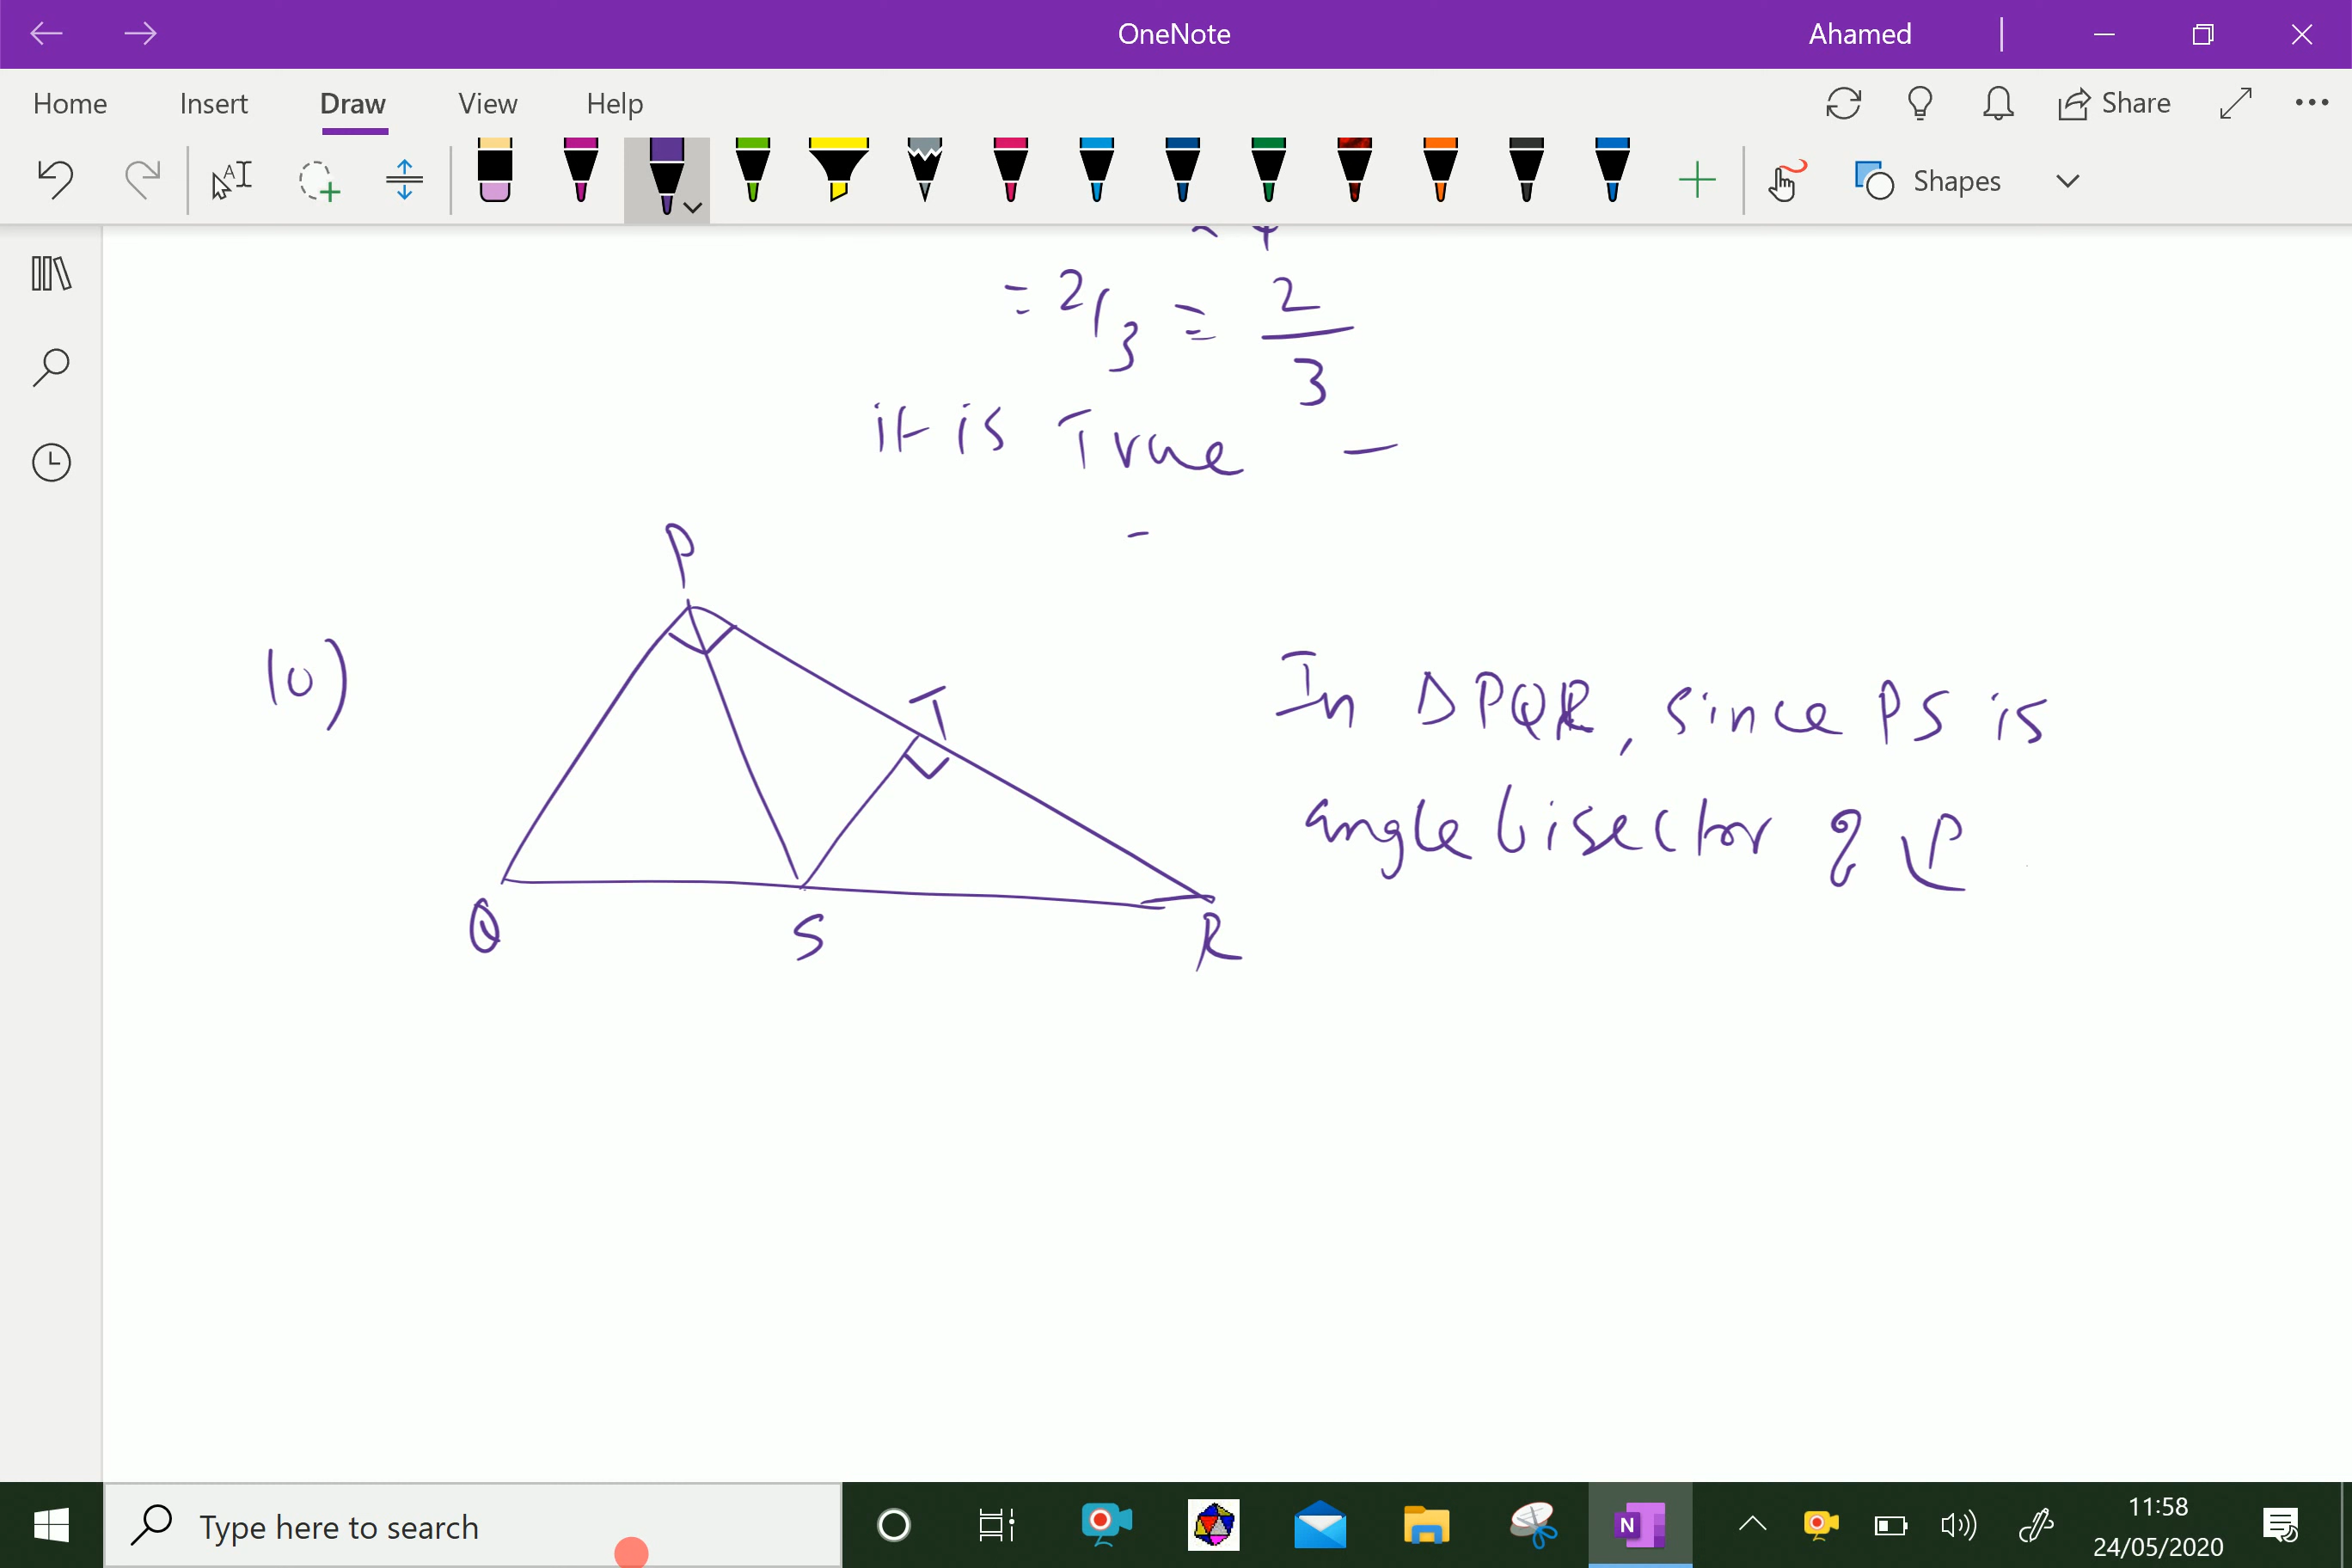 OneNote
Ahamed
Home Insert Draw View Help
Share
Shapes
= 2/3 = 2/3
it is True -
-
P
10)
T
In ΔPQR, since PS is
angle bisector of ∠P
Q S R
Type here to search
N
11:58
24/05/2020